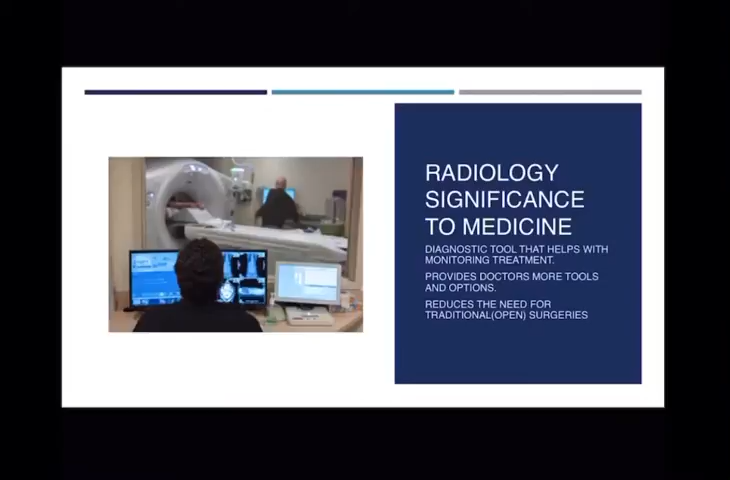 RADIOLOGY
SIGNIFICANCE
TO MEDICINE
DIAGNOSTIC TOOL THAT HELPS WITH
MONITORING TREATMENT.
PROVIDES DOCTORS MORE TOOLS
AND OPTIONS.
REDUCES THE NEED FOR
TRADITIONAL(OPEN) SURGERIES